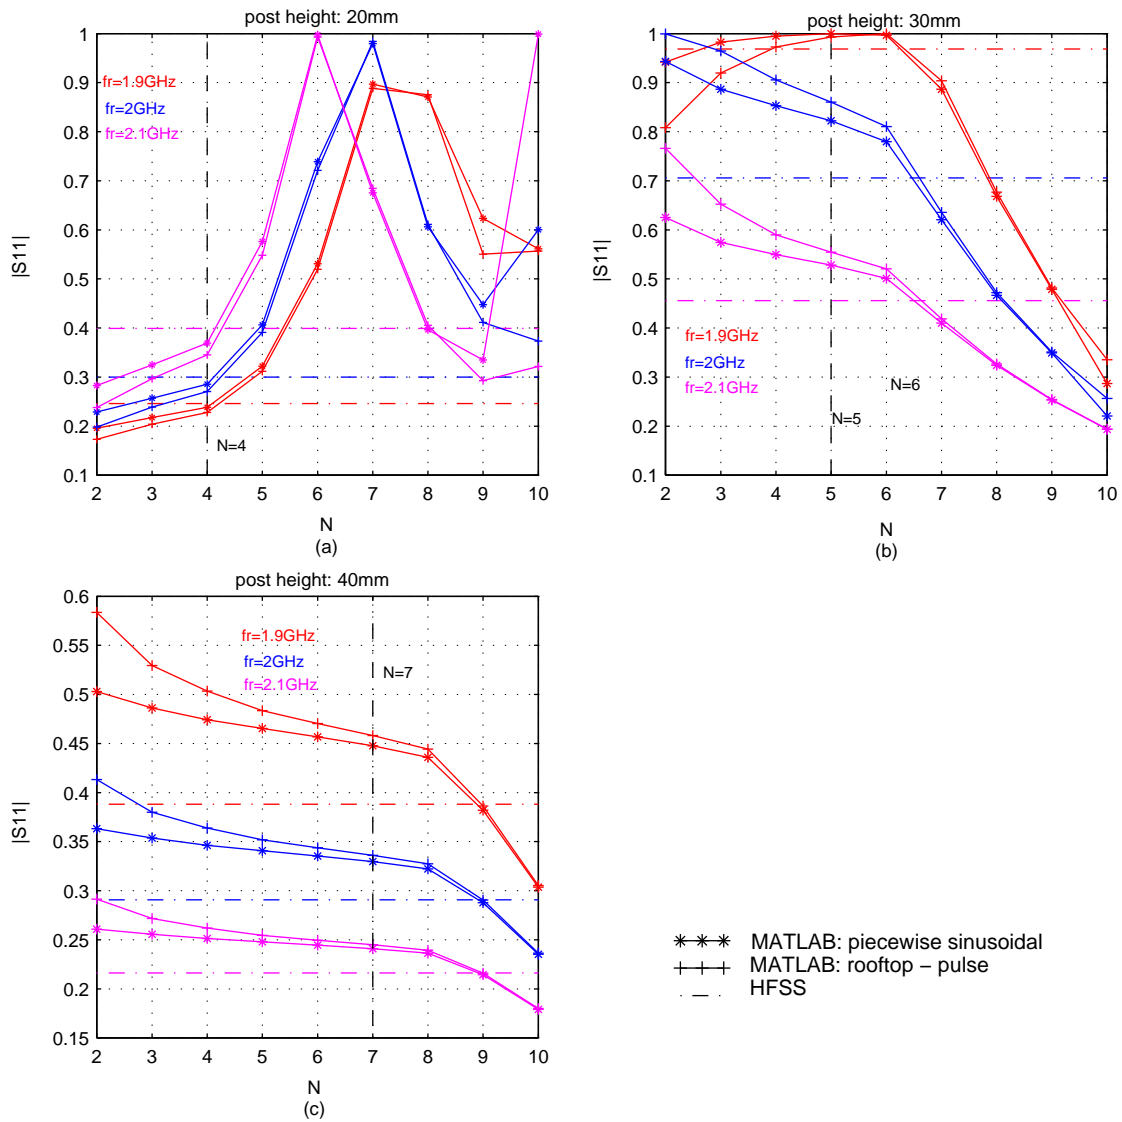 post height: 20mm
1
0.9
0.8
0.7
0.6
0.5
0.4
0.3
0.2
0.1
|S11|
fr=1.9GHz
fr=2GHz
fr=2.1GHz
N=4
2 3 4 5 6 7 8 9 10
N
(a)
post height: 30mm
1
0.9
0.8
0.7
0.6
0.5
0.4
0.3
0.2
0.1
|S11|
fr=1.9GHz
fr=2GHz
fr=2.1GHz
N=6
N=5
2 3 4 5 6 7 8 9 10
N
(b)
post height: 40mm
0.6
0.55
0.5
0.45
0.4
0.35
0.3
0.25
0.2
0.15
|S11|
fr=1.9GHz
fr=2GHz
fr=2.1GHz
N=7
2 3 4 5 6 7 8 9 10
N
(c)
MATLAB: piecewise sinusoidal
MATLAB: rooftop − pulse
HFSS